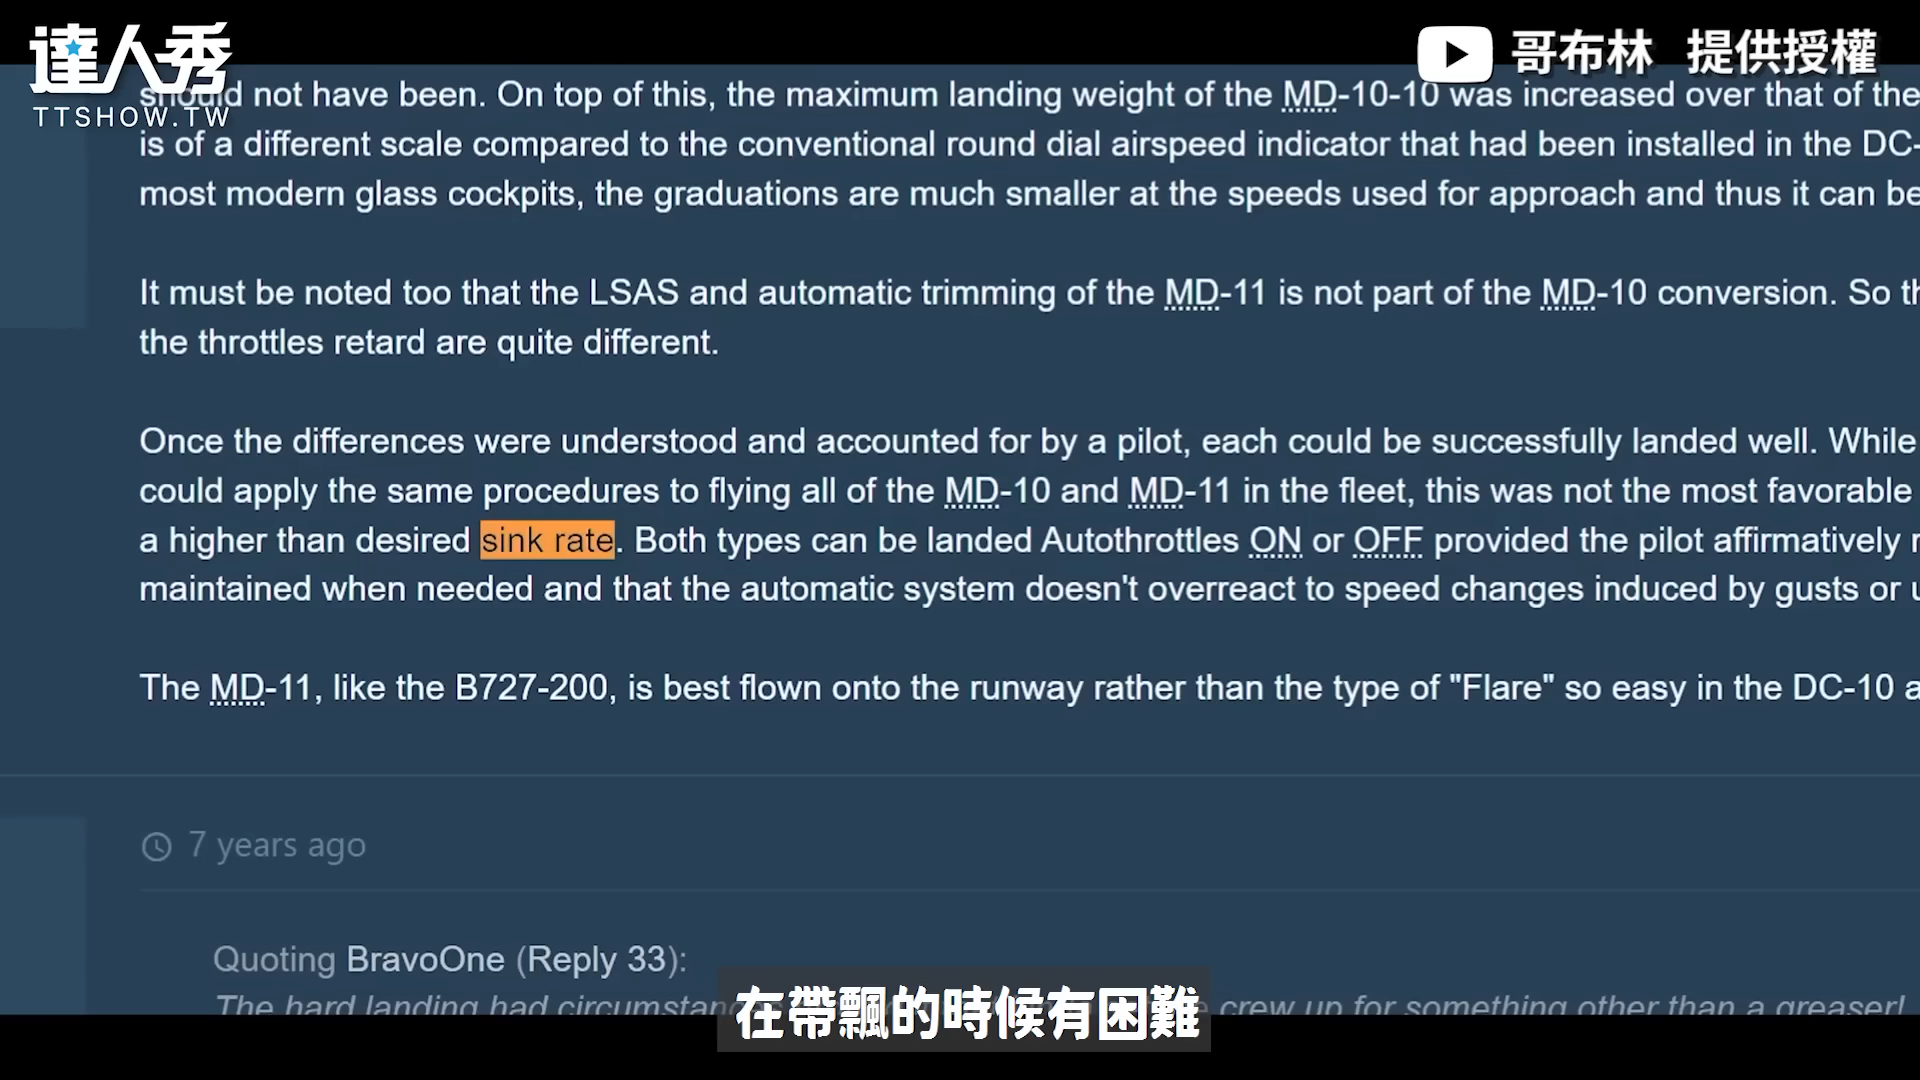 達人秀
TTSHOW.TW
哥布林 提供授權
should not have been. On top of this, the maximum landing weight of the MD-10-10 was increased over that of the
is of a different scale compared to the conventional round dial airspeed indicator that had been installed in the DC-
most modern glass cockpits, the graduations are much smaller at the speeds used for approach and thus it can be
It must be noted too that the LSAS and automatic trimming of the MD-11 is not part of the MD-10 conversion. So th
the throttles retard are quite different.
Once the differences were understood and accounted for by a pilot, each could be successfully landed well. While
could apply the same procedures to flying all of the MD-10 and MD-11 in the fleet, this was not the most favorable
a higher than desired sink rate. Both types can be landed Autothrottles ON or OFF provided the pilot affirmatively
maintained when needed and that the automatic system doesn't overreact to speed changes induced by gusts or
The MD-11, like the B727-200, is best flown onto the runway rather than the type of "Flare" so easy in the DC-10 a
7 years ago
Quoting BravoOne (Reply 33):
The hard landing had crew up for something other than a greaser!
在帶飄的時候有困難